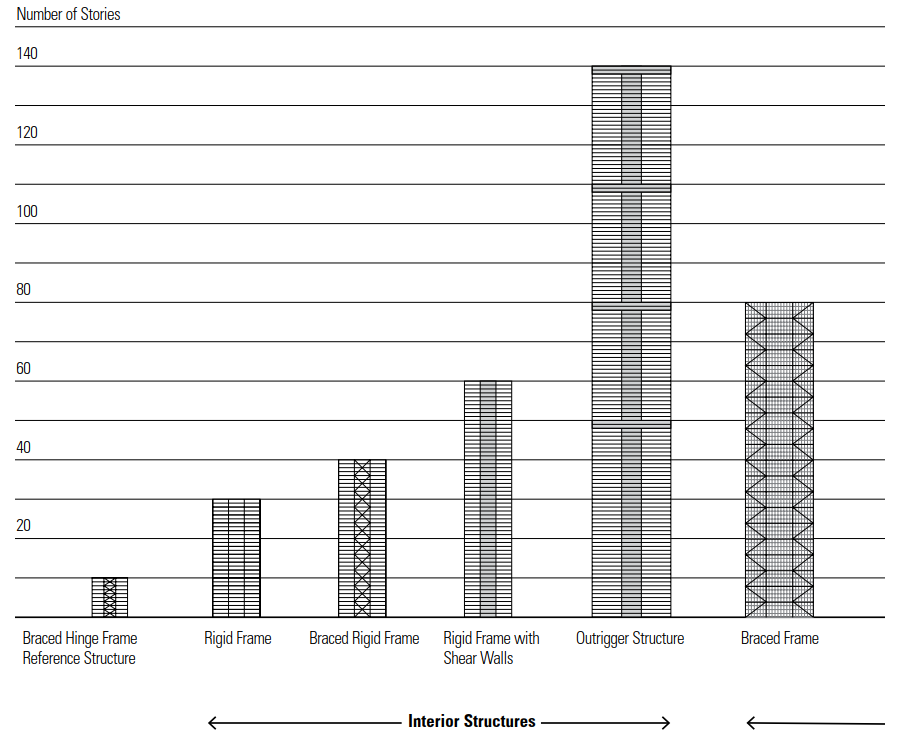 Number of Stories
140
120
100
80
60
40
20
Braced Hinge Frame
Reference Structure
Rigid Frame
Braced Rigid Frame
Rigid Frame with
Shear Walls
Outrigger Structure
Braced Frame
Interior Structures